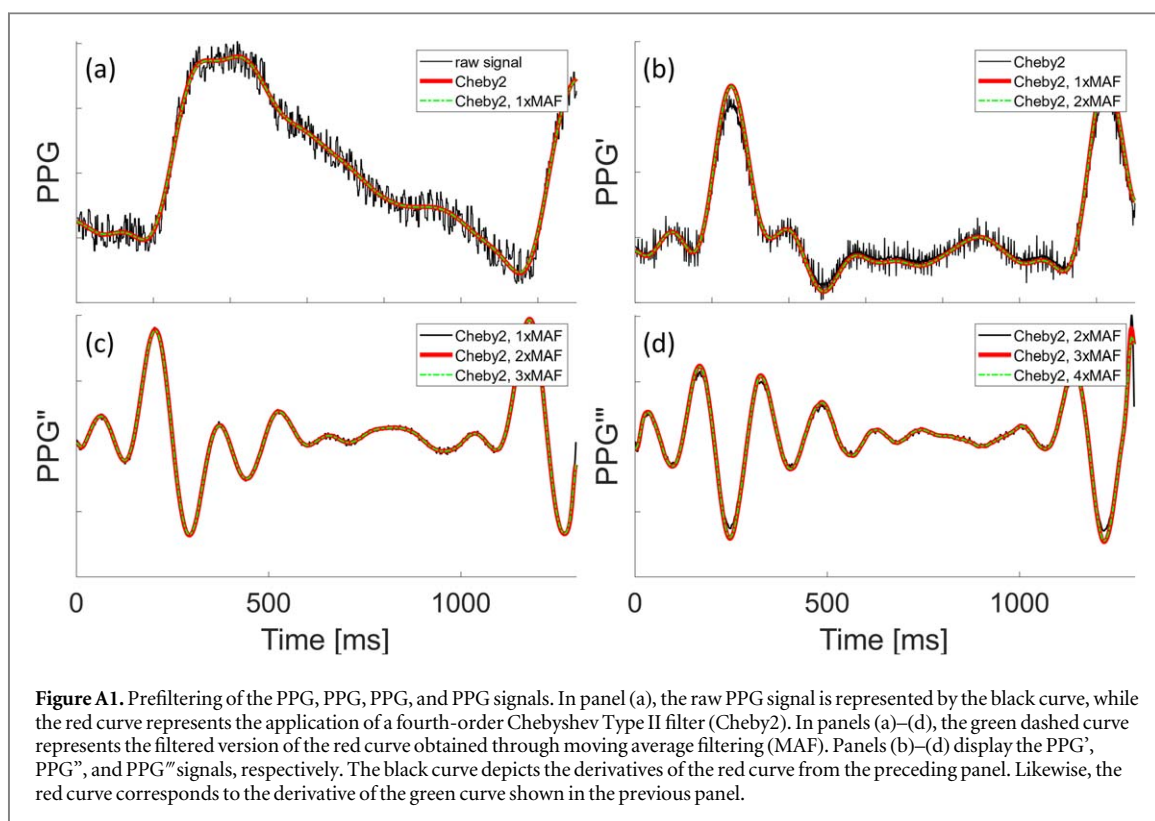 (a)
raw signal
Cheby2
Cheby2, 1xMAF
PPG
(b)
Cheby2
Cheby2, 1xMAF
Cheby2, 2xMAF
PPG'
200
400
600
800
1000
1200
(c)
Cheby2, 1xMAF
Cheby2, 2xMAF
Cheby2, 3xMAF
PPG"
0
500
1000
Time [ms]
(d)
Cheby2, 2xMAF
Cheby2, 3xMAF
Cheby2, 4xMAF
PPG'''
0
500
1000
Time [ms]
Figure A1. Prefiltering of the PPG, PPG, PPG, and PPG signals. In panel (a), the raw PPG signal is represented by the black curve, while
the red curve represents the application of a fourth-order Chebyshev Type II filter (Cheby2). In panels (a)–(d), the green dashed curve
represents the filtered version of the red curve obtained through moving average filtering (MAF). Panels (b)–(d) display the PPG’,
PPG”, and PPG‴ signals, respectively. The black curve depicts the derivatives of the red curve from the preceding panel. Likewise, the
red curve corresponds to the derivative of the green curve shown in the previous panel.